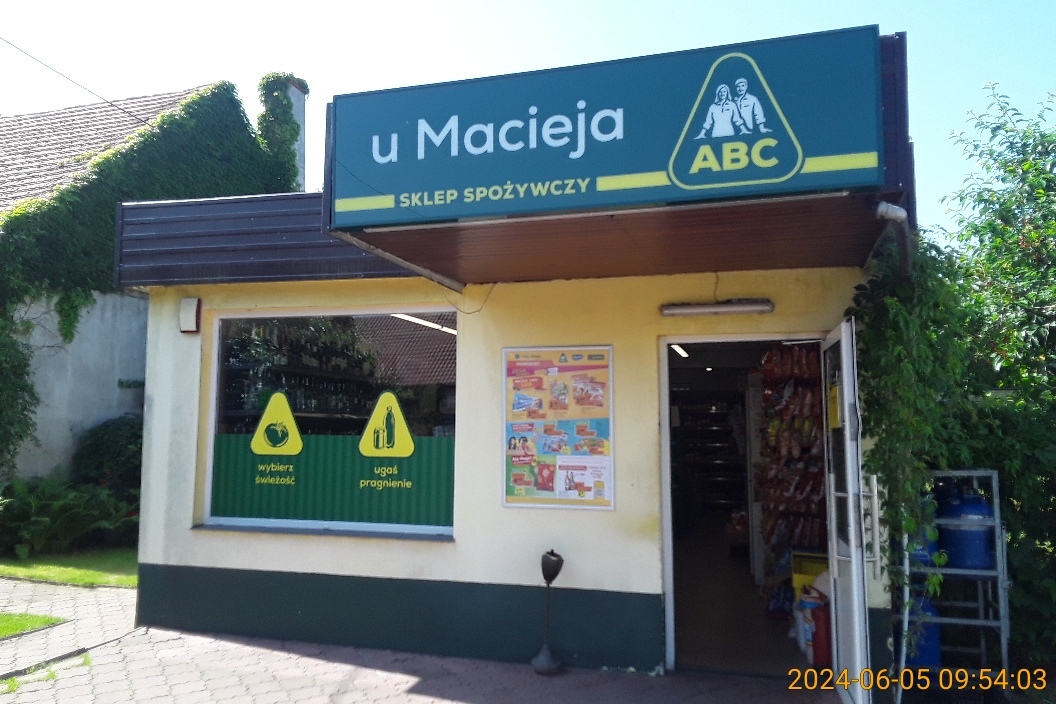 u Macieja
SKLEP SPOŻYWCZY
ABC
wybierz
świeżość
ugaś
pragnienie
2024-06-05 09:54:03